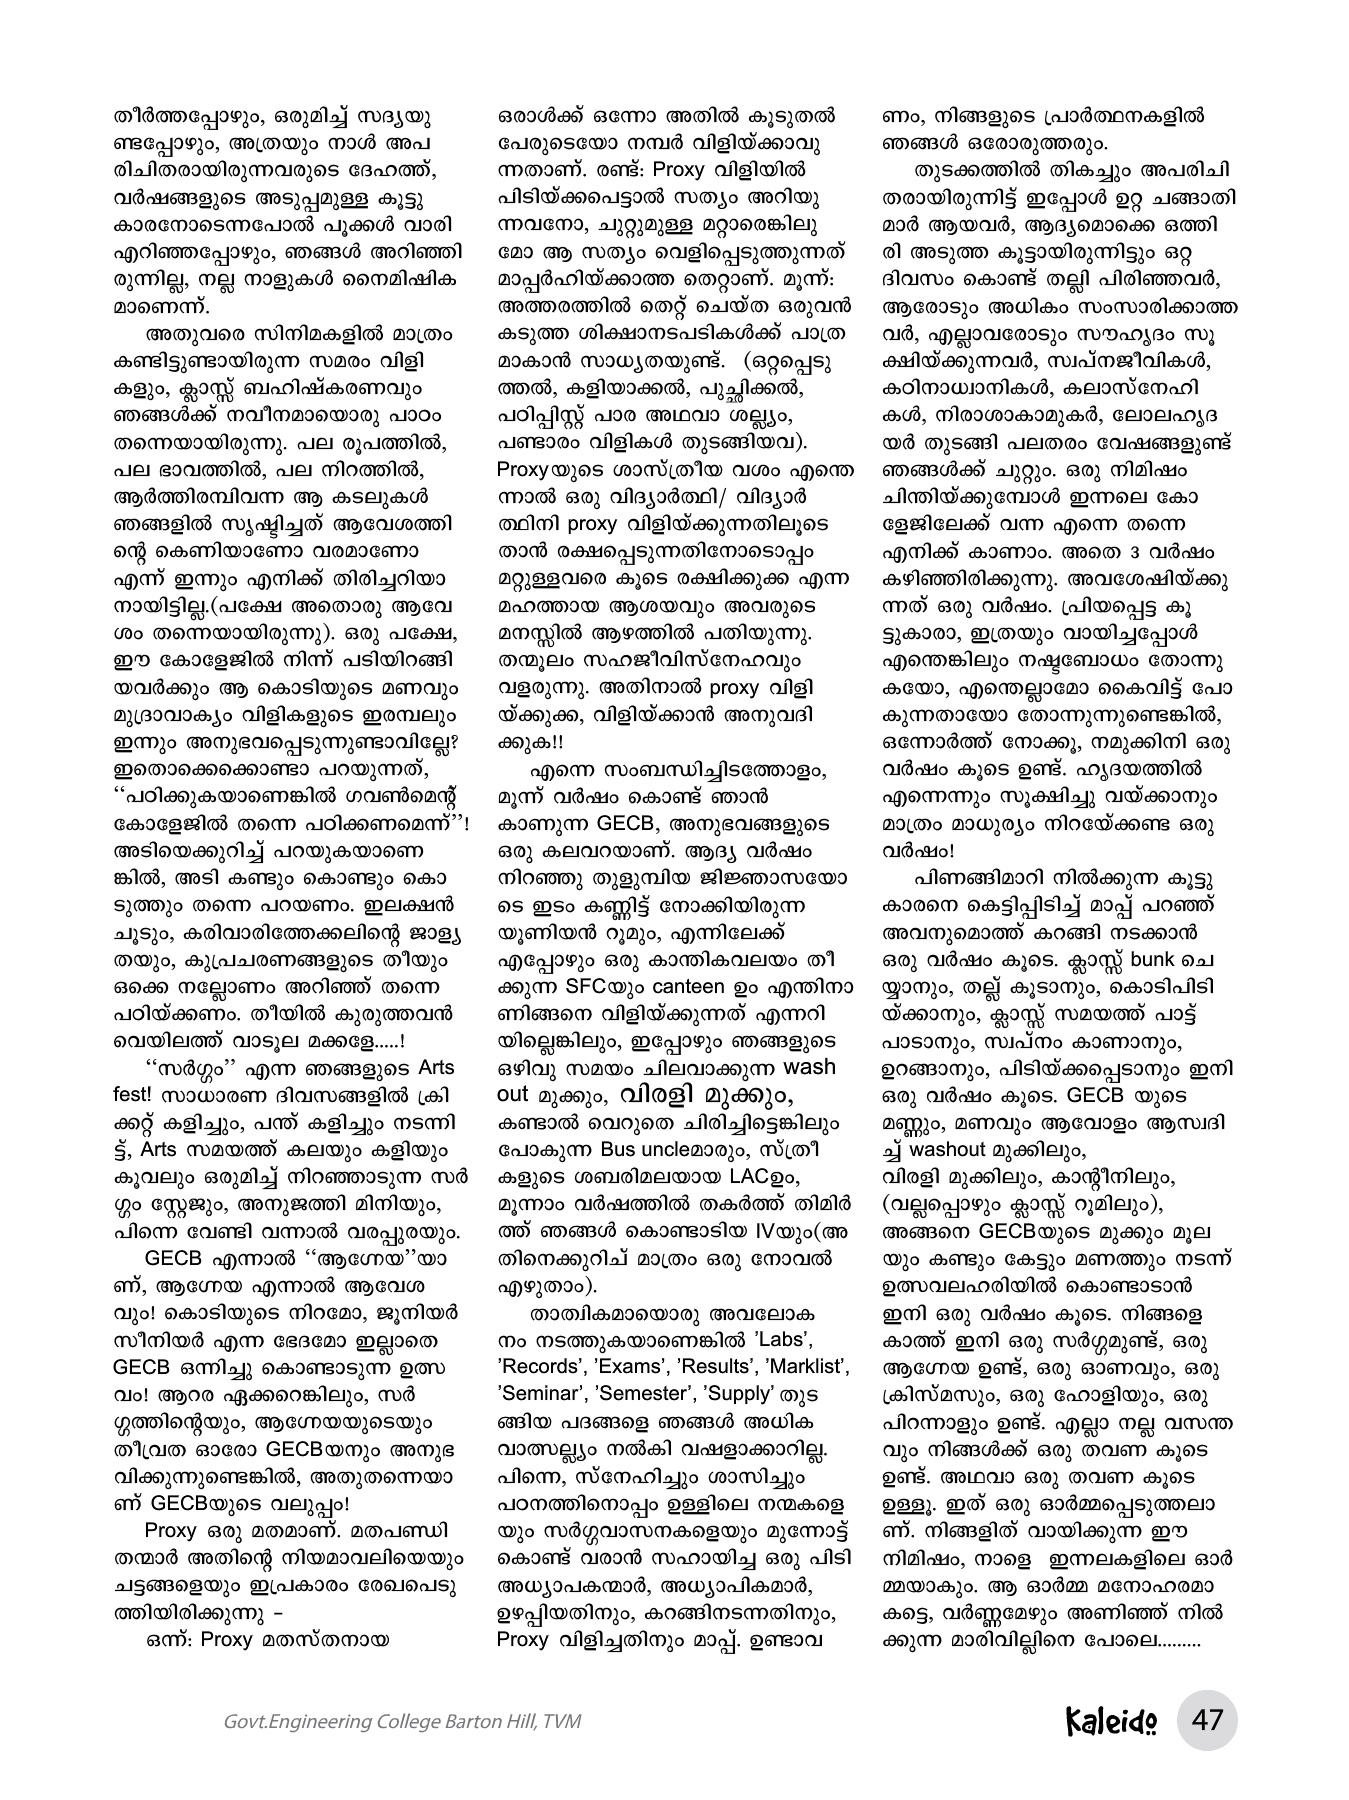 തീർത്തപ്പോഴും, ഒരുമിച്ച് സദ്യയു
ണ്ടപ്പോഴും, അത്രയും നാൾ അപ
രിചിതരായിരുന്നവരുടെ ദേഹത്ത്,
വർഷങ്ങളുടെ അടുപ്പമുള്ള കൂട്ടു
കാരനോടെന്നപോൽ പൂക്കൾ വാരി
എറിഞ്ഞപ്പോഴും, ഞങ്ങൾ അറിഞ്ഞി
രുന്നില്ല, നല്ല നാളുകൾ നൈമിഷിക
മാണെന്ന്.
അതുവരെ സിനിമകളിൽ മാത്രം
കണ്ടിട്ടുണ്ടായിരുന്ന സമരം വിളി
കളും, ക്ലാസ്സ് ബഹിഷ്കരണവും
ഞങ്ങൾക്ക് നവീനമായൊരു പാഠം
തന്നെയായിരുന്നു. പല രൂപത്തിൽ,
പല ഭാവത്തിൽ, പല നിറത്തിൽ,
ആർത്തിരമ്പിവന്ന ആ കടലുകൾ
ഞങ്ങളിൽ സൃഷ്ടിച്ചത് ആവേശത്തി
ന്റെ കെണിയാണോ വരമാണോ
എന്ന് ഇന്നും എനിക്ക് തിരിച്ചറിയാ
നായിട്ടില്ല.(പക്ഷേ അതൊരു ആവേ
ശം തന്നെയായിരുന്നു). ഒരു പക്ഷേ,
ഈ കോളേജിൽ നിന്ന് പടിയിറങ്ങി
യവർക്കും ആ കൊടിയുടെ മണവും
മുദ്രാവാക്യം വിളികളുടെ ഇരമ്പലും
ഇന്നും അനുഭവപ്പെടുന്നുണ്ടാവില്ലേ?
ഇതൊക്കെക്കൊണ്ടാ പറയുന്നത്,
“പഠിക്കുകയാണെങ്കിൽ ഗവൺമെന്റ്
കോളേജിൽ തന്നെ പഠിക്കണമെന്ന്”!
അടിയെക്കുറിച്ച് പറയുകയാണെ
ങ്കിൽ, അടി കണ്ടും കൊണ്ടും കൊ
ടുത്തും തന്നെ പറയണം. ഇലക്ഷൻ
ചൂടും, കരിവാരിത്തേക്കലിന്റെ ജാള്യ
തയും, കുപ്രചരണങ്ങളുടെ തീയും
ഒക്കെ നല്ലോണം അറിഞ്ഞ് തന്നെ
പഠിയ്ക്കണം. തീയിൽ കുരുത്തവൻ
വെയിലത്ത് വാടൂല മക്കളേ.....!
“സർഗ്ഗം” എന്ന ഞങ്ങളുടെ Arts
fest! സാധാരണ ദിവസങ്ങളിൽ ക്രി
ക്കറ്റ് കളിച്ചും, പന്ത് കളിച്ചും നടന്നി
ട്ട്, Arts സമയത്ത് കലയും കളിയും
കൂവലും ഒരുമിച്ച് നിറഞ്ഞാടുന്ന സർ
ഗ്ഗം സ്റ്റേജും, അനുജത്തി മിനിയും,
പിന്നെ വേണ്ടി വന്നാൽ വരപ്പുരയും.
GECB എന്നാൽ “ആഗ്നേയ”യാ
ണ്, ആഗ്നേയ എന്നാൽ ആവേശ
വും! കൊടിയുടെ നിറമോ, ജൂനിയർ
സീനിയർ എന്ന ഭേദമോ ഇല്ലാതെ
GECB ഒന്നിച്ചു കൊണ്ടാടുന്ന ഉത്സ
വം! ആറര ഏക്കറെങ്കിലും, സർ
ഗ്ഗത്തിന്റെയും, ആഗ്നേയയുടെയും
തീവ്രത ഓരോ GECBയനും അനുഭ
വിക്കുന്നുണ്ടെങ്കിൽ, അതുതന്നെയാ
ണ് GECBയുടെ വലുപ്പം!
Proxy ഒരു മതമാണ്. മതപണ്ഡി
തന്മാർ അതിന്റെ നിയമാവലിയെയും
ചട്ടങ്ങളെയും ഇപ്രകാരം രേഖപെടു
ത്തിയിരിക്കുന്നു –
ഒന്ന്: Proxy മതസ്തനായ
ഒരാൾക്ക് ഒന്നോ അതിൽ കൂടുതൽ
പേരുടെയോ നമ്പർ വിളിയ്ക്കാവു
ന്നതാണ്. രണ്ട്: Proxy വിളിയിൽ
പിടിയ്ക്കപെട്ടാൽ സത്യം അറിയു
ന്നവനോ, ചുറ്റുമുള്ള മറ്റാരെങ്കിലു
മോ ആ സത്യം വെളിപ്പെടുത്തുന്നത്
മാപ്പർഹിയ്ക്കാത്ത തെറ്റാണ്. മൂന്ന്:
അത്തരത്തിൽ തെറ്റ് ചെയ്ത ഒരുവൻ
കടുത്ത ശിക്ഷാനടപടികൾക്ക് പാത്ര
മാകാൻ സാധ്യതയുണ്ട്. (ഒറ്റപ്പെടു
ത്തൽ, കളിയാക്കൽ, പുച്ഛിക്കൽ,
പഠിപ്പിസ്റ്റ് പാര അഥവാ ശല്ല്യം,
പണ്ടാരം വിളികൾ തുടങ്ങിയവ).
Proxyയുടെ ശാസ്ത്രീയ വശം എന്തെ
ന്നാൽ ഒരു വിദ്യാർത്ഥി/ വിദ്യാർ
ത്ഥിനി proxy വിളിയ്ക്കുന്നതിലൂടെ
താൻ രക്ഷപ്പെടുന്നതിനോടൊപ്പം
മറ്റുള്ളവരെ കൂടെ രക്ഷിക്കുക്ക എന്ന
മഹത്തായ ആശയവും അവരുടെ
മനസ്സിൽ ആഴത്തിൽ പതിയുന്നു.
തന്മൂലം സഹജീവിസ്നേഹവും
വളരുന്നു. അതിനാൽ proxy വിളി
യ്ക്കുക്ക, വിളിയ്ക്കാൻ അനുവദി
ക്കുക!!
എന്നെ സംബന്ധിച്ചിടത്തോളം,
മൂന്ന് വർഷം കൊണ്ട് ഞാൻ
കാണുന്ന GECB, അനുഭവങ്ങളുടെ
ഒരു കലവറയാണ്. ആദ്യ വർഷം
നിറഞ്ഞു തുളുമ്പിയ ജിജ്ഞാസയോ
ടെ ഇടം കണ്ണിട്ട് നോക്കിയിരുന്ന
യൂണിയൻ റൂമും, എന്നിലേക്ക്
എപ്പോഴും ഒരു കാന്തികവലയം തീ
ക്കുന്ന SFCയും canteen ഉം എന്തിനാ
ണിങ്ങനെ വിളിയ്ക്കുന്നത് എന്നറി
യില്ലെങ്കിലും, ഇപ്പോഴും ഞങ്ങളുടെ
ഒഴിവു സമയം ചിലവാക്കുന്ന wash
out മുക്കും, വിരളി മുക്കും,
കണ്ടാൽ വെറുതെ ചിരിച്ചിട്ടെങ്കിലും
പോകുന്ന Bus uncleമാരും, സ്ത്രീ
കളുടെ ശബരിമലയായ LACഉം,
മൂന്നാം വർഷത്തിൽ തകർത്ത് തിമിർ
ത്ത് ഞങ്ങൾ കൊണ്ടാടിയ IVയും(അ
തിനെക്കുറിച് മാത്രം ഒരു നോവൽ
എഴുതാം).
താത്വികമായൊരു അവലോക
നം നടത്തുകയാണെങ്കിൽ 'Labs',
'Records', 'Exams', 'Results', 'Marklist',
'Seminar', 'Semester', 'Supply' തുട
ങ്ങിയ പദങ്ങളെ ഞങ്ങൾ അധിക
വാത്സല്ല്യം നൽകി വഷളാക്കാറില്ല.
പിന്നെ, സ്നേഹിച്ചും ശാസിച്ചും
പഠനത്തിനൊപ്പം ഉള്ളിലെ നന്മകളെ
യും സർഗ്ഗവാസനകളെയും മുന്നോട്ട്
കൊണ്ട് വരാൻ സഹായിച്ച ഒരു പിടി
അധ്യാപകന്മാർ, അധ്യാപികമാർ,
ഉഴപ്പിയതിനും, കറങ്ങിനടന്നതിനും,
Proxy വിളിച്ചതിനും മാപ്പ്. ഉണ്ടാവ
ണം, നിങ്ങളുടെ പ്രാർത്ഥനകളിൽ
ഞങ്ങൾ ഒരോരുത്തരും.
തുടക്കത്തിൽ തികച്ചും അപരിചി
തരായിരുന്നിട്ട് ഇപ്പോൾ ഉറ്റ ചങ്ങാതി
മാർ ആയവർ, ആദ്യമൊക്കെ ഒത്തി
രി അടുത്ത കൂട്ടായിരുന്നിട്ടും ഒറ്റ
ദിവസം കൊണ്ട് തല്ലി പിരിഞ്ഞവർ,
ആരോടും അധികം സംസാരിക്കാത്ത
വർ, എല്ലാവരോടും സൗഹൃദം സൂ
ക്ഷിയ്ക്കുന്നവർ, സ്വപ്നജീവികൾ,
കഠിനാധ്വാനികൾ, കലാസ്നേഹി
കൾ, നിരാശാകാമുകർ, ലോലഹൃദ
യർ തുടങ്ങി പലതരം വേഷങ്ങളുണ്ട്
ഞങ്ങൾക്ക് ചുറ്റും. ഒരു നിമിഷം
ചിന്തിയ്ക്കുമ്പോൾ ഇന്നലെ കോ
ളേജിലേക്ക് വന്ന എന്നെ തന്നെ
എനിക്ക് കാണാം. അതെ 3 വർഷം
കഴിഞ്ഞിരിക്കുന്നു. അവശേഷിയ്ക്കു
ന്നത് ഒരു വർഷം. പ്രിയപ്പെട്ട കൂ
ട്ടുകാരാ, ഇത്രയും വായിച്ചപ്പോൾ
എന്തെങ്കിലും നഷ്ടബോധം തോന്നു
കയോ, എന്തെല്ലാമോ കൈവിട്ട് പോ
കുന്നതായോ തോന്നുന്നുണ്ടെങ്കിൽ,
ഒന്നോർത്ത് നോക്കൂ, നമുക്കിനി ഒരു
വർഷം കൂടെ ഉണ്ട്. ഹൃദയത്തിൽ
എന്നെന്നും സൂക്ഷിച്ചു വയ്ക്കാനും
മാത്രം മാധുര്യം നിറയേ്ക്കണ്ട ഒരു
വർഷം!
പിണങ്ങിമാറി നിൽക്കുന്ന കൂട്ടു
കാരനെ കെട്ടിപ്പിടിച്ച് മാപ്പ് പറഞ്ഞ്
അവനുമൊത്ത് കറങ്ങി നടക്കാൻ
ഒരു വർഷം കൂടെ. ക്ലാസ്സ് bunk ചെ
യ്യാനും, തല്ല് കൂടാനും, കൊടിപിടി
യ്ക്കാനും, ക്ലാസ്സ് സമയത്ത് പാട്ട്
പാടാനും, സ്വപ്നം കാണാനും,
ഉറങ്ങാനും, പിടിയ്ക്കപ്പെടാനും ഇനി
ഒരു വർഷം കൂടെ. GECB യുടെ
മണ്ണും, മണവും ആവോളം ആസ്വദി
ച്ച് washout മുക്കിലും,
വിരളി മുക്കിലും, കാന്റീനിലും,
(വല്ലപ്പൊഴും ക്ലാസ്സ് റൂമിലും),
അങ്ങനെ GECBയുടെ മുക്കും മൂല
യും കണ്ടും കേട്ടും മണത്തും നടന്ന്
ഉത്സവലഹരിയിൽ കൊണ്ടാടാൻ
ഇനി ഒരു വർഷം കൂടെ. നിങ്ങളെ
കാത്ത് ഇനി ഒരു സർഗ്ഗമുണ്ട്, ഒരു
ആഗ്നേയ ഉണ്ട്, ഒരു ഓണവും, ഒരു
ക്രിസ്മസും, ഒരു ഹോളിയും, ഒരു
പിറന്നാളും ഉണ്ട്. എല്ലാ നല്ല വസന്ത
വും നിങ്ങൾക്ക് ഒരു തവണ കൂടെ
ഉണ്ട്. അഥവാ ഒരു തവണ കൂടെ
ഉള്ളൂ. ഇത് ഒരു ഓർമ്മപ്പെടുത്തലാ
ണ്. നിങ്ങളിത് വായിക്കുന്ന ഈ
നിമിഷം, നാളെ ഇന്നലകളിലെ ഓർ
മ്മയാകും. ആ ഓർമ്മ മനോഹരമാ
കട്ടെ, വർണ്ണമേഴും അണിഞ്ഞ് നിൽ
ക്കുന്ന മാരിവില്ലിനെ പോലെ.........
Govt.Engineering College Barton Hill, TVM
Kaleido 47